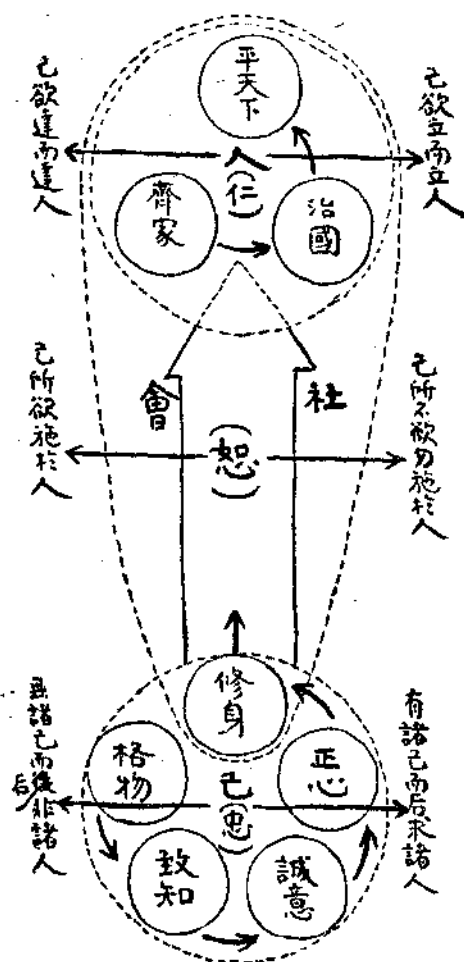 平天下
己欲立而立人
人(仁)
己欲達而達人
治國
齊家
社會
(恕)
己所不欲勿施於人
己所欲施於人
修身
正心
格物
有諸己而后求諸人
己(忠)
無諸己而後非諸人
后
誠意
致知